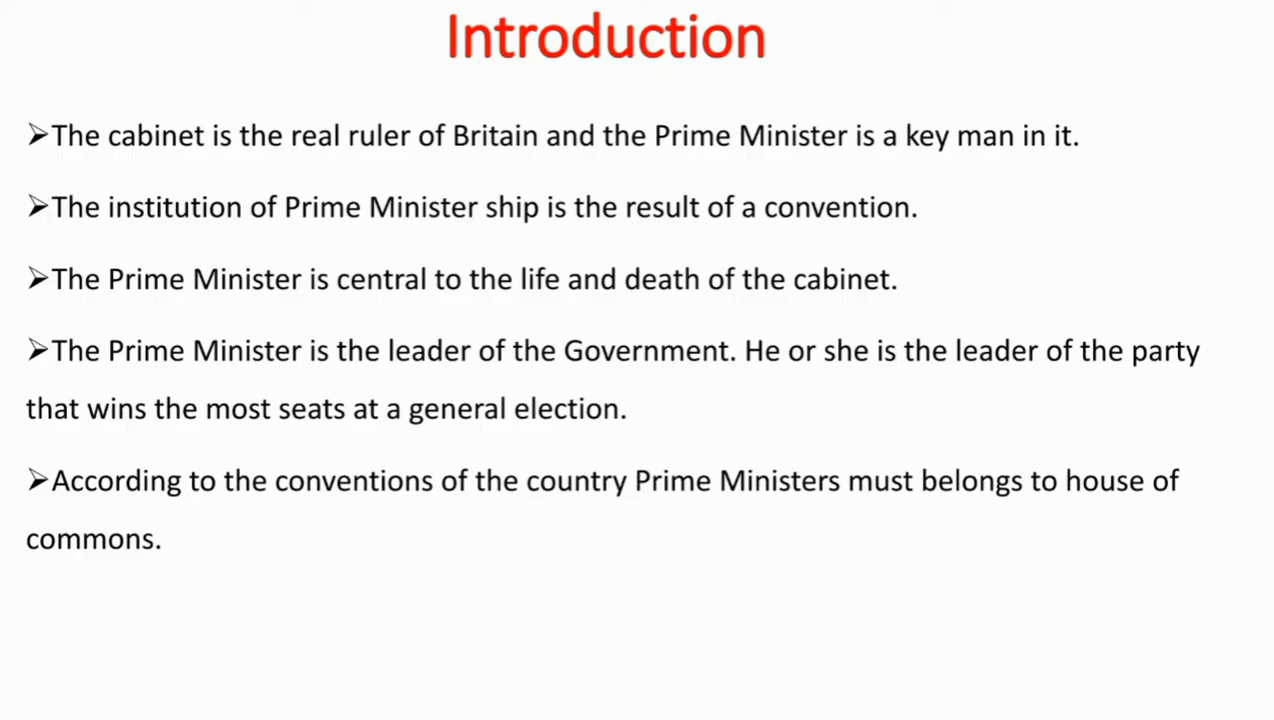 Introduction
➢The cabinet is the real ruler of Britain and the Prime Minister is a key man in it.
➢The institution of Prime Minister ship is the result of a convention.
➢The Prime Minister is central to the life and death of the cabinet.
➢The Prime Minister is the leader of the Government. He or she is the leader of the party
that wins the most seats at a general election.
➢According to the conventions of the country Prime Ministers must belongs to house of
commons.